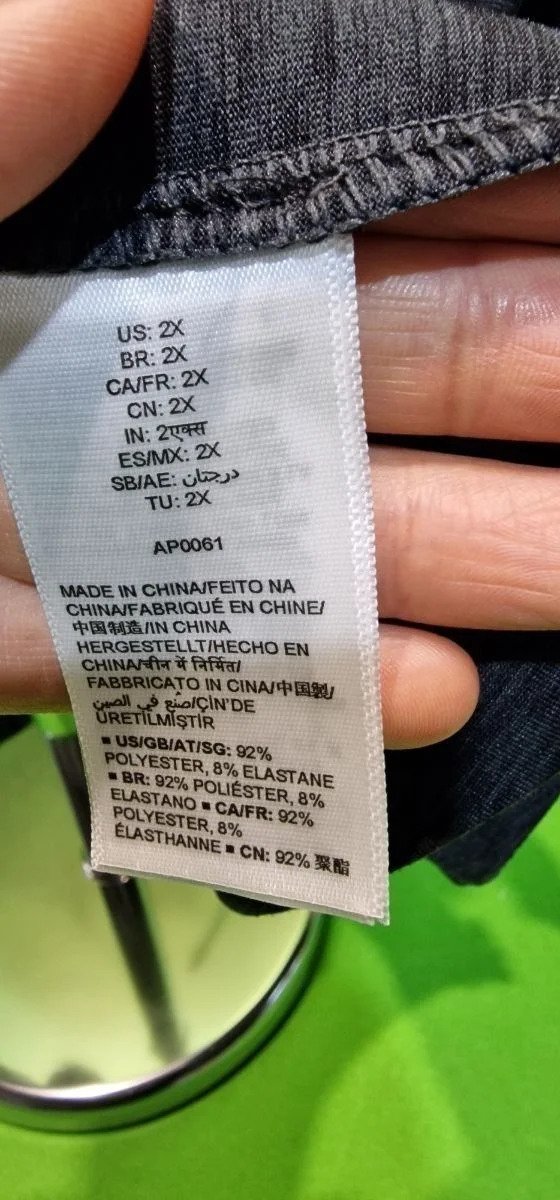 US: 2X
BR: 2X
CA/FR: 2X
CN: 2X
IN: 2एक्स
ES/MX: 2X
SB/AE: درجتان
TU: 2X
AP0061
MADE IN CHINA/FEITO NA
CHINA/FABRIQUÉ EN CHINE/
中国制造/IN CHINA
HERGESTELLT/HECHO EN
CHINA/चीन में निर्मित/
FABBRICATO IN CINA/中国製/
صُنع في الصين/ÇİN'DE
ÜRETİLMİŞTİR
▪ US/GB/AT/SG: 92%
POLYESTER, 8% ELASTANE
▪ BR: 92% POLIÉSTER, 8%
ELASTANO ▪ CA/FR: 92%
POLYESTER, 8%
ÉLASTHANNE ▪ CN: 92% 聚酯